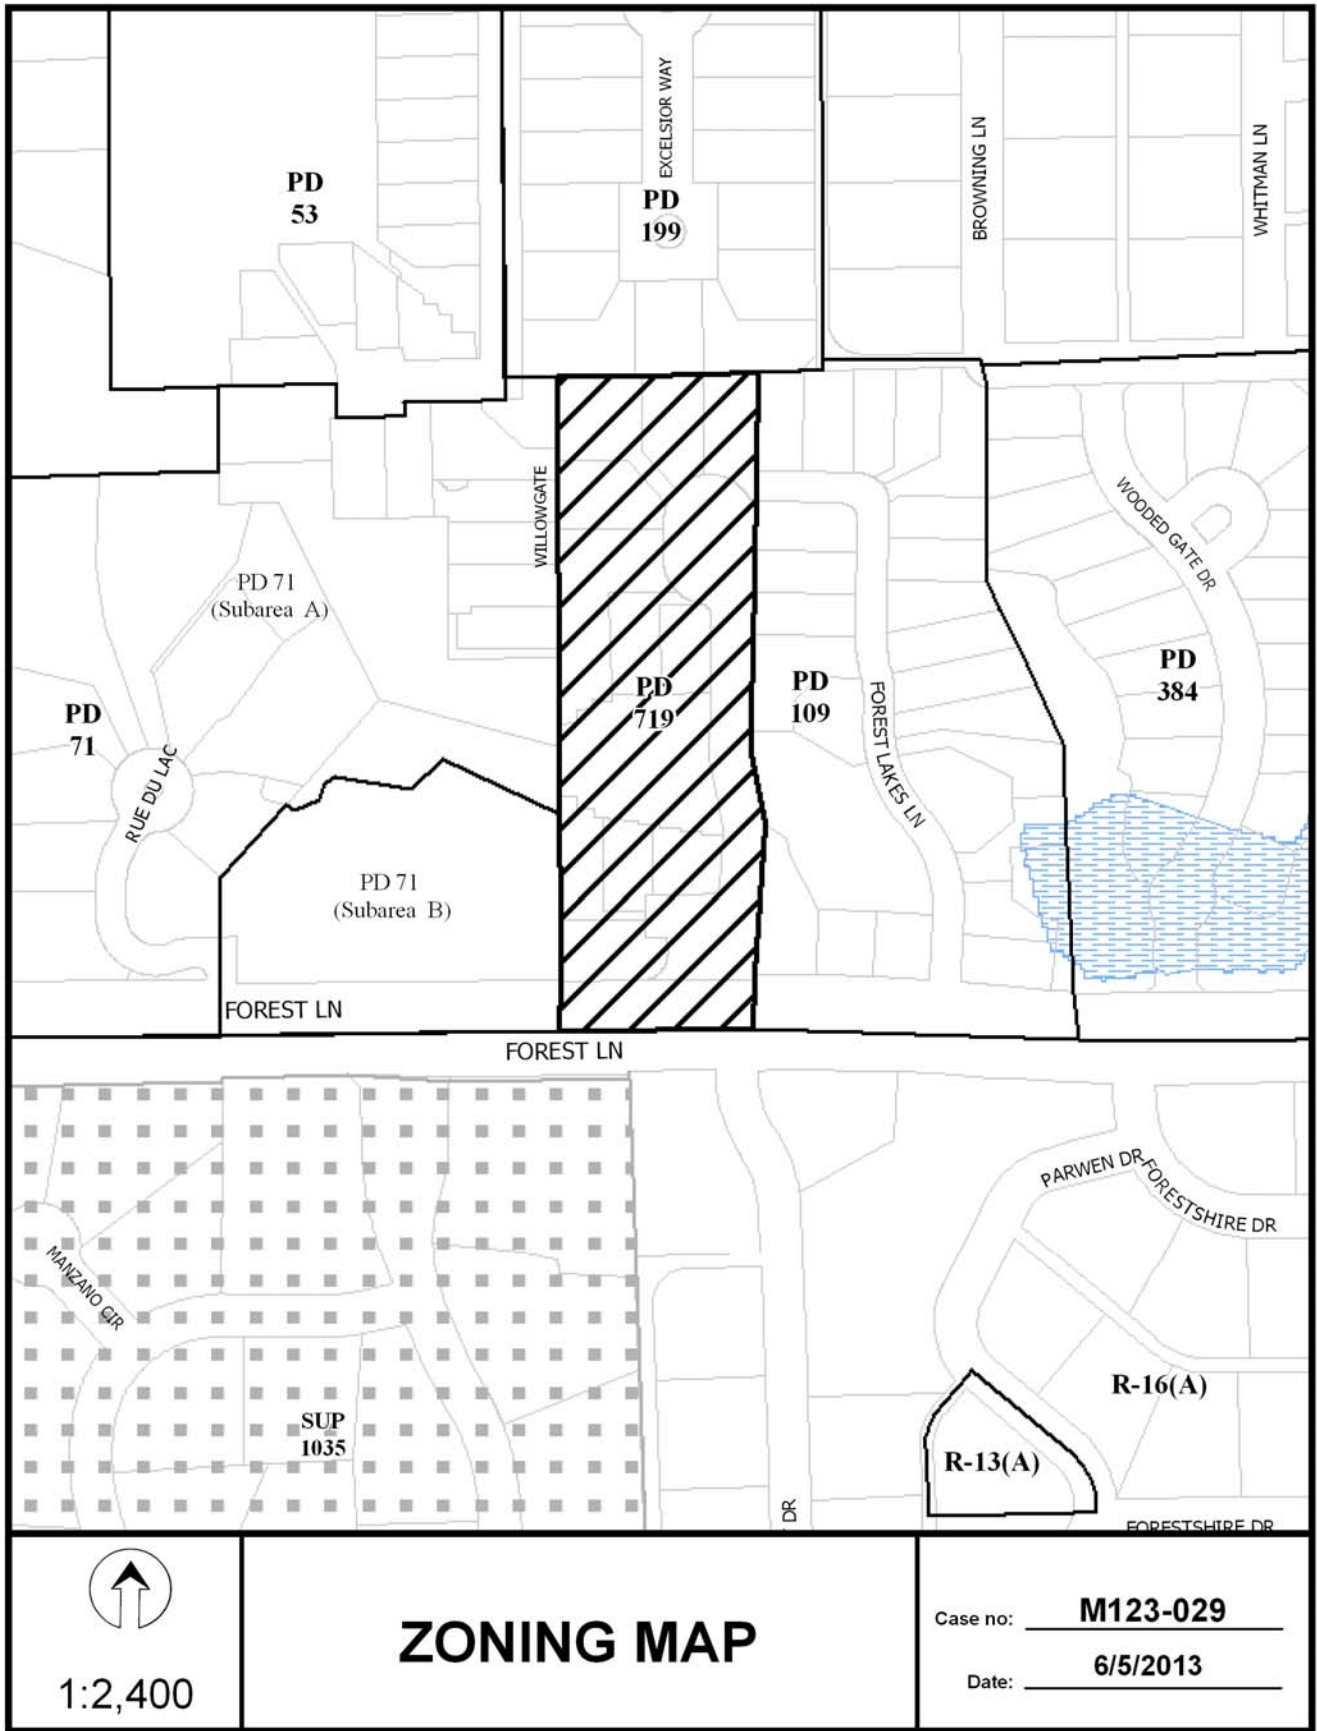 EXCELSIOR WAY
BROWNING LN
WHITMAN LN
PD
53
PD
199
WILLOWGATE
WOODED GATE DR
PD 71
(Subarea A)
PD
71
RUE DU LAC
PD
719
PD
109
FOREST LAKES LN
PD
384
PD 71
(Subarea B)
FOREST LN
FOREST LN
PARWEN DR
FORESTSHIRE DR
MANZANO CIR
R-16(A)
SUP
1035
R-13(A)
DR
FORESTSHIRE DR
1:2,400
ZONING MAP
Case no: M123-029
Date: 6/5/2013